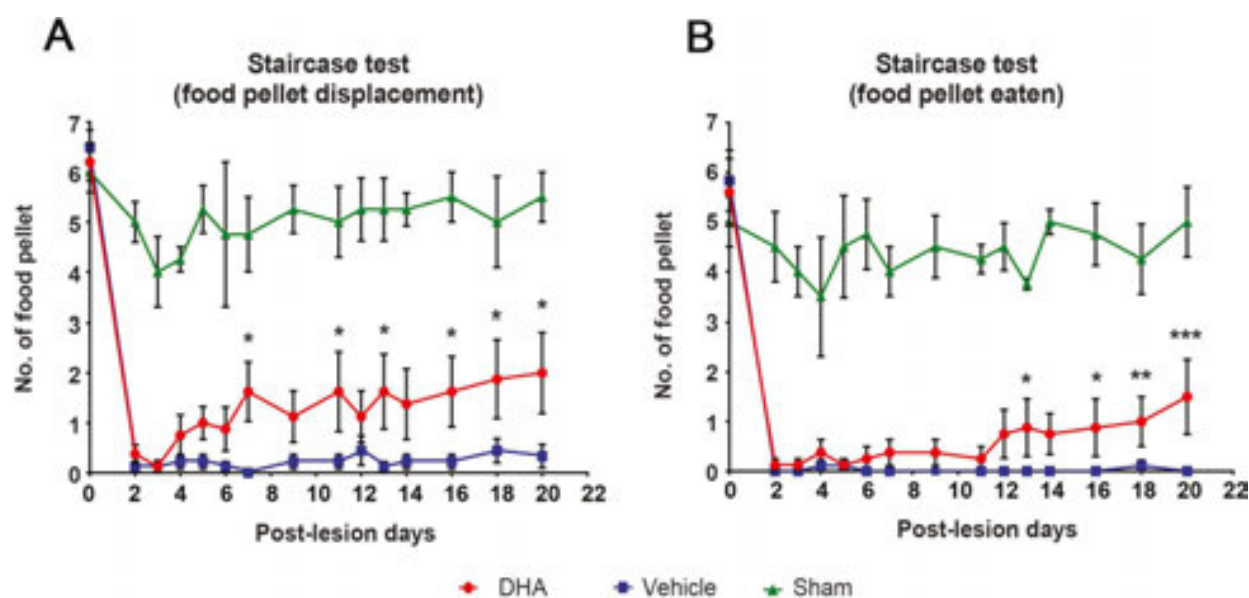 A
Staircase test
(food pellet displacement)
7
6
5
4
3
2
1
0
No. of food pellet
* * * * * *
0 2 4 6 8 10 12 14 16 18 20 22
Post-lesion days
B
Staircase test
(food pellet eaten)
7
6
5
4
3
2
1
0
No. of food pellet
* * ** ***
0 2 4 6 8 10 12 14 16 18 20 22
Post-lesion days
DHA Vehicle Sham